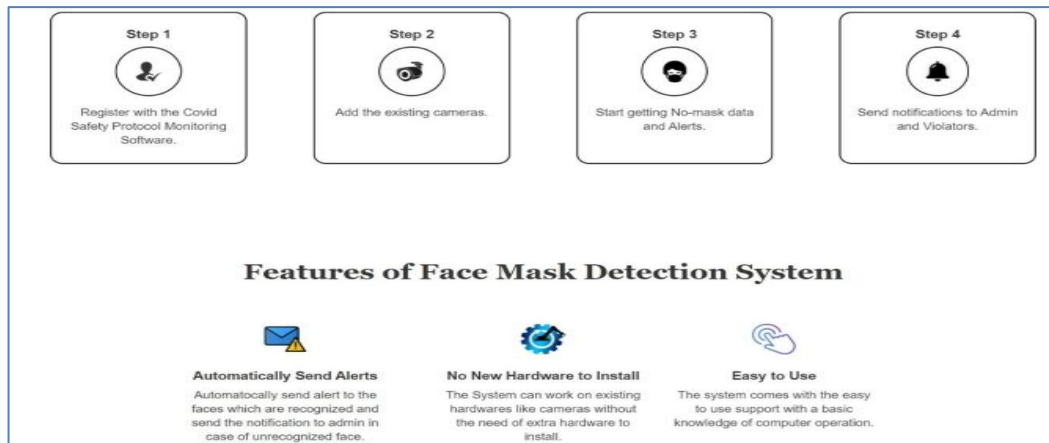 Step 1
Register with the Covid
Safety Protocol Monitoring
Software.
Step 2
Add the existing cameras.
Step 3
Start getting No-mask data
and Alerts.
Step 4
Send notifications to Admin
and Violators.
Features of Face Mask Detection System
Automatically Send Alerts
Automatocally send alert to the
faces which are recognized and
send the notification to admin in
case of unrecognized face.
No New Hardware to Install
The System can work on existing
hardwares like cameras without
the need of extra hardware to
install.
Easy to Use
The system comes with the easy
to use support with a basic
knowledge of computer operation.